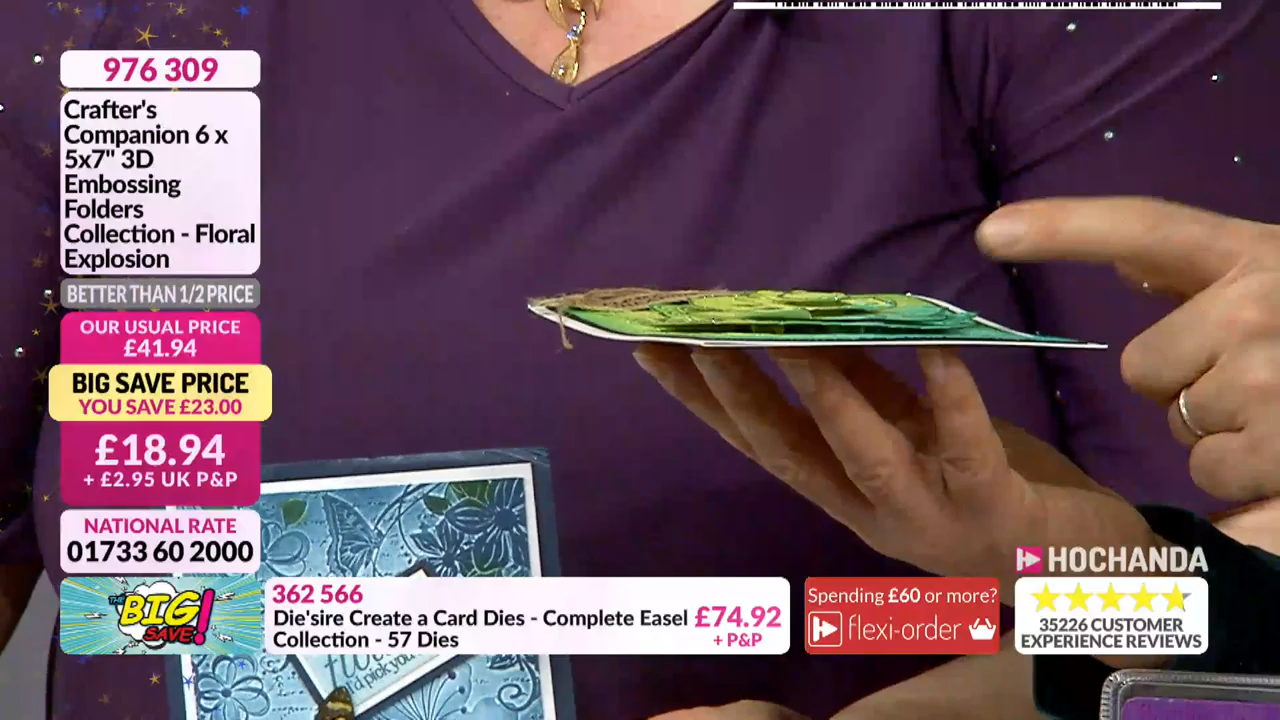 976 309
Crafter's
Companion 6 x
5x7" 3D
Embossing
Folders
Collection - Floral
Explosion
BETTER THAN 1/2 PRICE
OUR USUAL PRICE
£41.94
BIG SAVE PRICE
YOU SAVE £23.00
£18.94
+ £2.95 UK P&P
NATIONAL RATE
01733 60 2000
THE
BIG
SAVE!
362 566
Die'sire Create a Card Dies - Complete Easel
Collection - 57 Dies
£74.92
+ P&P
Spending £60 or more?
flexi-order
HOCHANDA
35226 CUSTOMER
EXPERIENCE REVIEWS